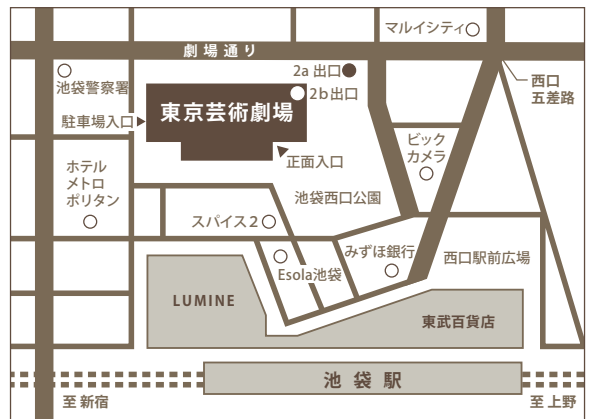 マルイシティ
劇場通り
2a 出口
西口
五差路
池袋警察署
2b出口
東京芸術劇場
駐車場入口
正面入口
ビック
カメラ
ホテル
メトロ
ポリタン
池袋西口公園
スパイス2
みずほ銀行
西口駅前広場
Esola池袋
LUMINE
東武百貨店
池袋駅
至 新宿
至 上野